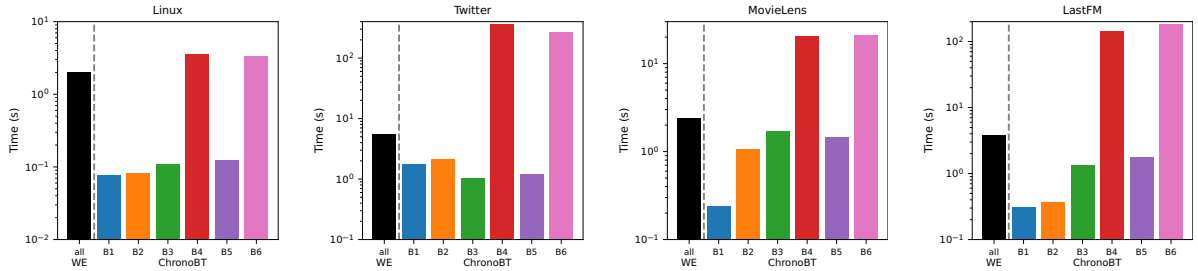 Linux
Time (s)
10^1
10^0
10^-1
10^-2
all
WE
B1 B2 B3 B4 B5 B6
ChronoBT
Twitter
Time (s)
10^2
10^1
10^0
10^-1
all
WE
B1 B2 B3 B4 B5 B6
ChronoBT
MovieLens
Time (s)
10^1
10^0
10^-1
all
WE
B1 B2 B3 B4 B5 B6
ChronoBT
LastFM
Time (s)
10^2
10^1
10^0
10^-1
all
WE
B1 B2 B3 B4 B5 B6
ChronoBT